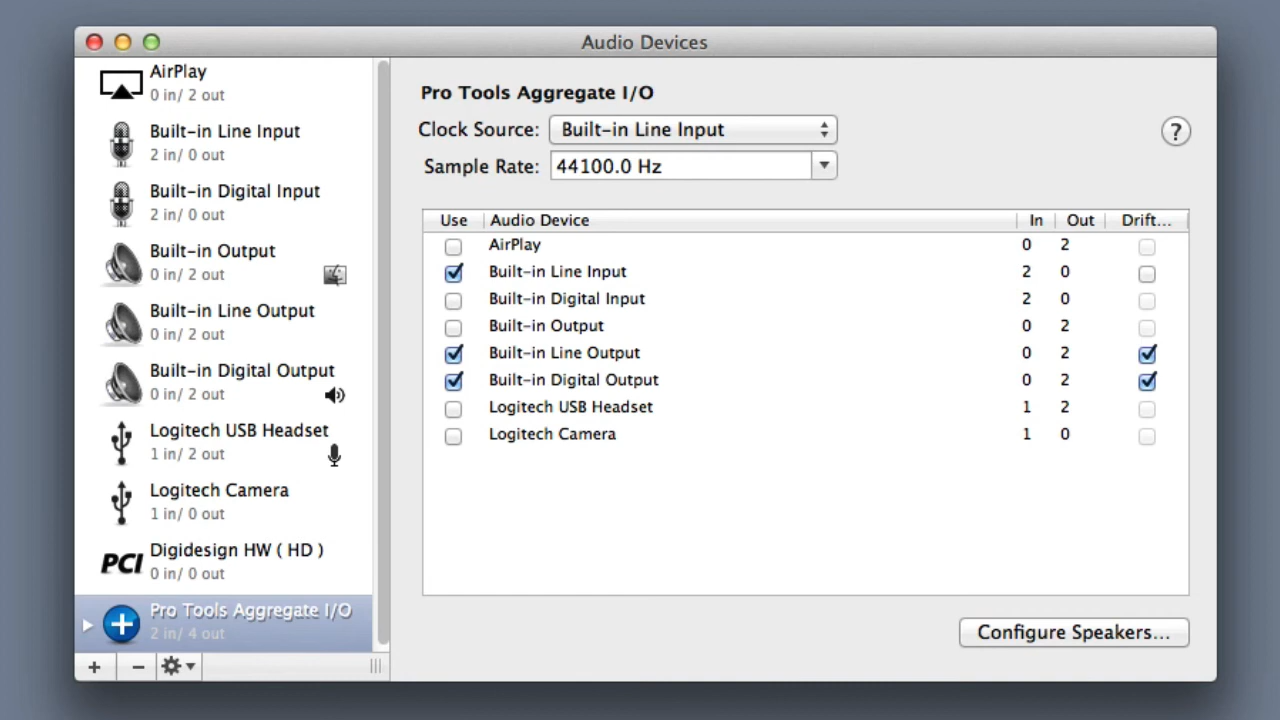 Audio Devices
AirPlay
0 in/ 2 out
Built-in Line Input
2 in/ 0 out
Built-in Digital Input
2 in/ 0 out
Built-in Output
0 in/ 2 out
Built-in Line Output
0 in/ 2 out
Built-in Digital Output
0 in/ 2 out
Logitech USB Headset
1 in/ 2 out
Logitech Camera
1 in/ 0 out
PCI Digidesign HW ( HD )
0 in/ 0 out
Pro Tools Aggregate I/O
2 in/ 4 out
Pro Tools Aggregate I/O
Clock Source: Built-in Line Input
?
Sample Rate: 44100.0 Hz
Use Audio Device In Out Drift...
AirPlay 0 2
Built-in Line Input 2 0
Built-in Digital Input 2 0
Built-in Output 0 2
Built-in Line Output 0 2
Built-in Digital Output 0 2
Logitech USB Headset 1 2
Logitech Camera 1 0
Configure Speakers...